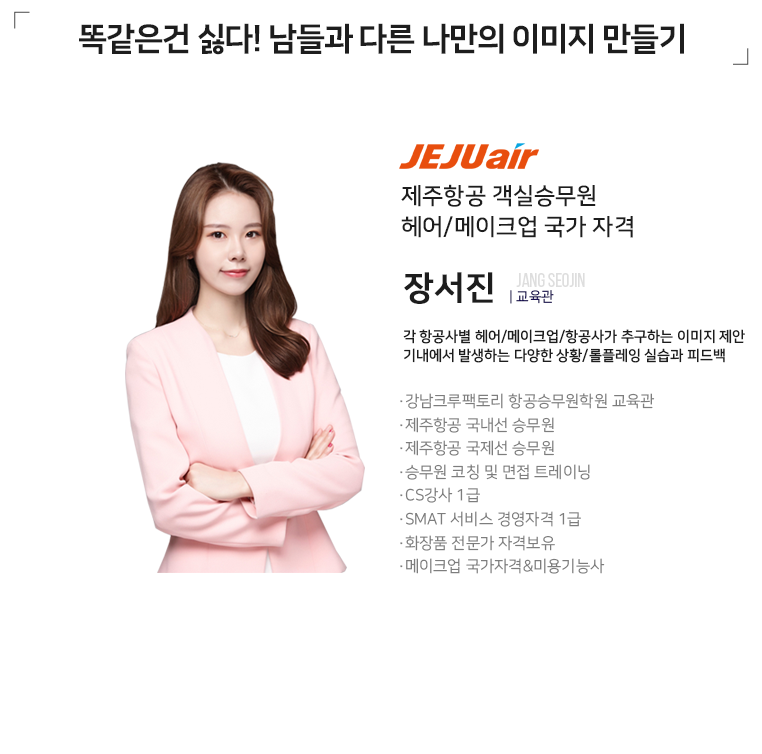 똑같은건 싫다! 남들과 다른 나만의 이미지 만들기
JEJUair
제주항공 객실승무원
헤어/메이크업 국가 자격
장서진
JANG SEOJIN
| 교육관
각 항공사별 헤어/메이크업/항공사가 추구하는 이미지 제안
기내에서 발생하는 다양한 상황/롤플레잉 실습과 피드백
·강남크루팩토리 항공승무원학원 교육관
·제주항공 국내선 승무원
·제주항공 국제선 승무원
·승무원 코칭 및 면접 트레이닝
·CS강사 1급
·SMAT 서비스 경영자격 1급
·화장품 전문가 자격보유
·메이크업 국가자격&미용기능사